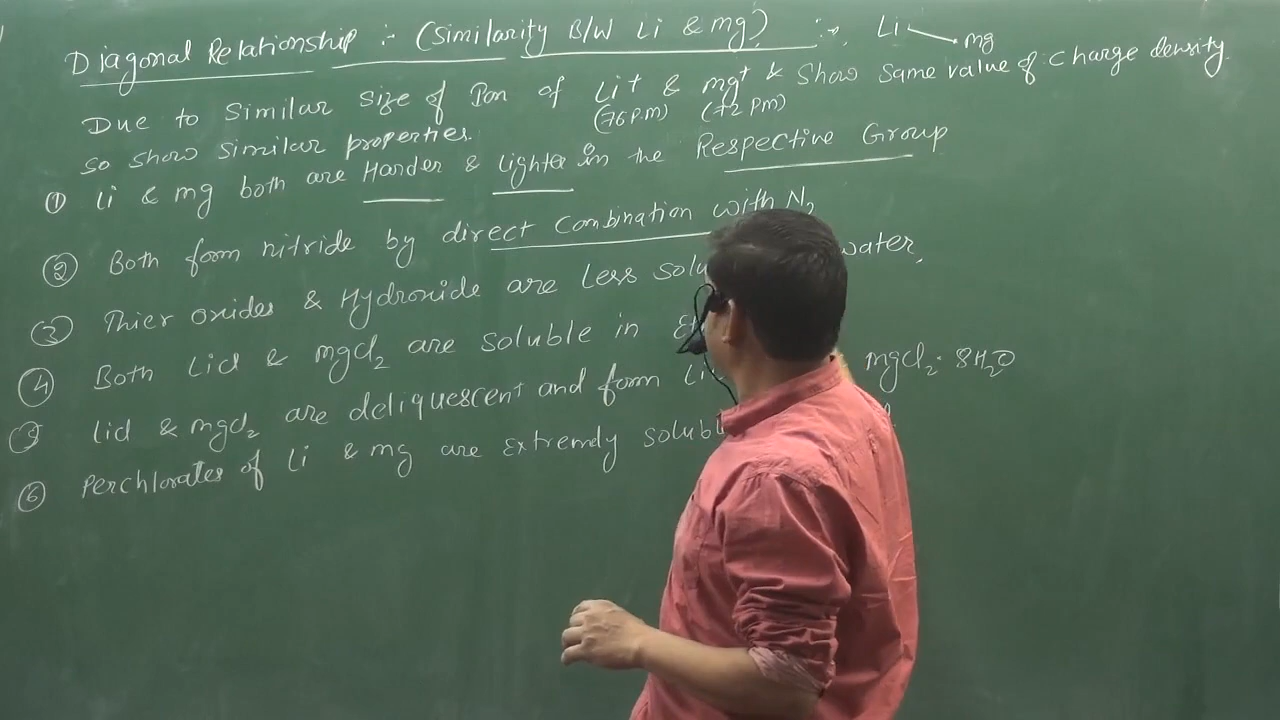 Diagonal Relationship :- (Similarity B/W Li & mg) :-. Li mg
Due to Similar Size of Ion of Li+ & mg+ & Show Same value of Charge density
(76 P.M) (72 PM)
so show similar properties.
① Li & mg both are Harder & Lighter in the Respective Group
② Both form nitride by direct Combination with N2
③ Thier oxides & Hydroxide are Less water,
④ Both Licl & mgcl2 are soluble in
⑤ licl & mgcl2 are deliquescent and form mgcl2. 8H2O
⑥ Perchlorates of Li & mg are Extremely